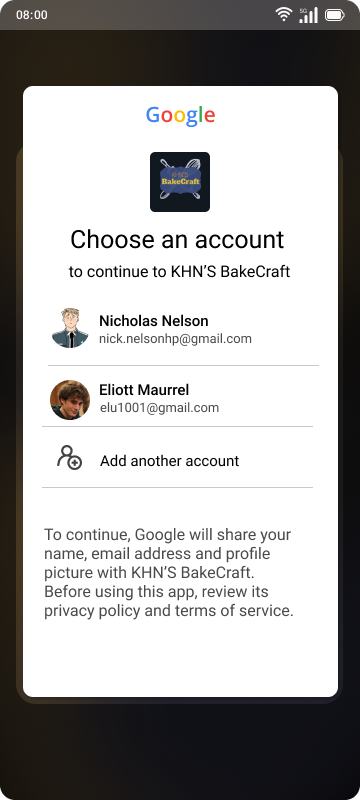 08:00
5G
Google
KHN'S
BakeCraft
Choose an account
to continue to KHN'S BakeCraft
Nicholas Nelson
nick.nelsonhp@gmail.com
Eliott Maurrel
elu1001@gmail.com
Add another account
To continue, Google will share your
name, email address and profile
picture with KHN'S BakeCraft.
Before using this app, review its
privacy policy and terms of service.